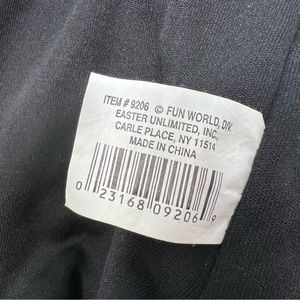 ITEM # 9206 © FUN WORLD, DIV.
EASTER UNLIMITED, INC.
CARLE PLACE, NY 11514
MADE IN CHINA
0 23168 09206 9